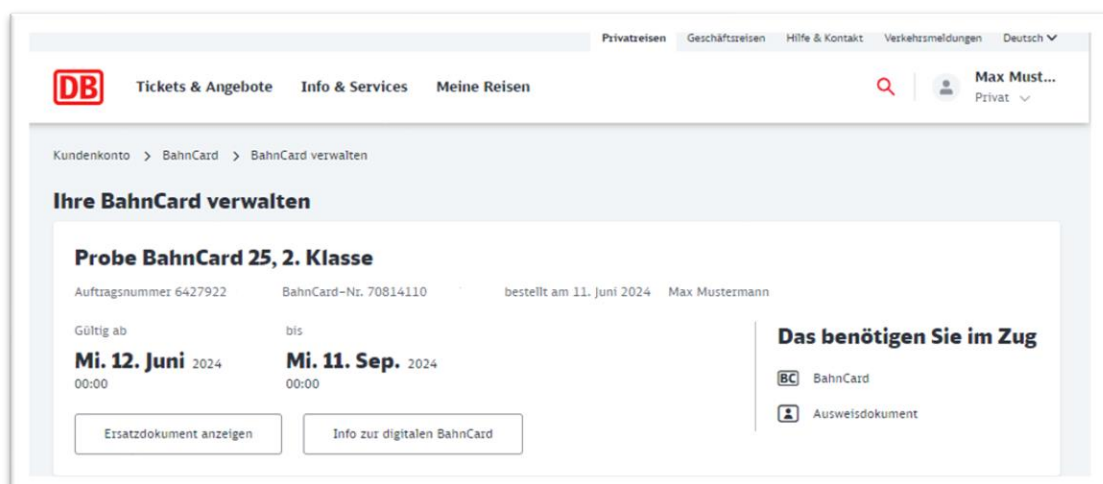 Privatreisen Geschäftsreisen Hilfe & Kontakt Verkehrsmeldungen Deutsch
DB Tickets & Angebote Info & Services Meine Reisen Max Must...
Privat
Kundenkonto > BahnCard > BahnCard verwalten
Ihre BahnCard verwalten
Probe BahnCard 25, 2. Klasse
Auftragsnummer 6427922 BahnCard-Nr. 70814110 bestellt am 11. Juni 2024 Max Mustermann
Gültig ab bis
Mi. 12. Juni 2024 Mi. 11. Sep. 2024
00:00 00:00
Ersatzdokument anzeigen Info zur digitalen BahnCard
Das benötigen Sie im Zug
BC BahnCard
Ausweisdokument